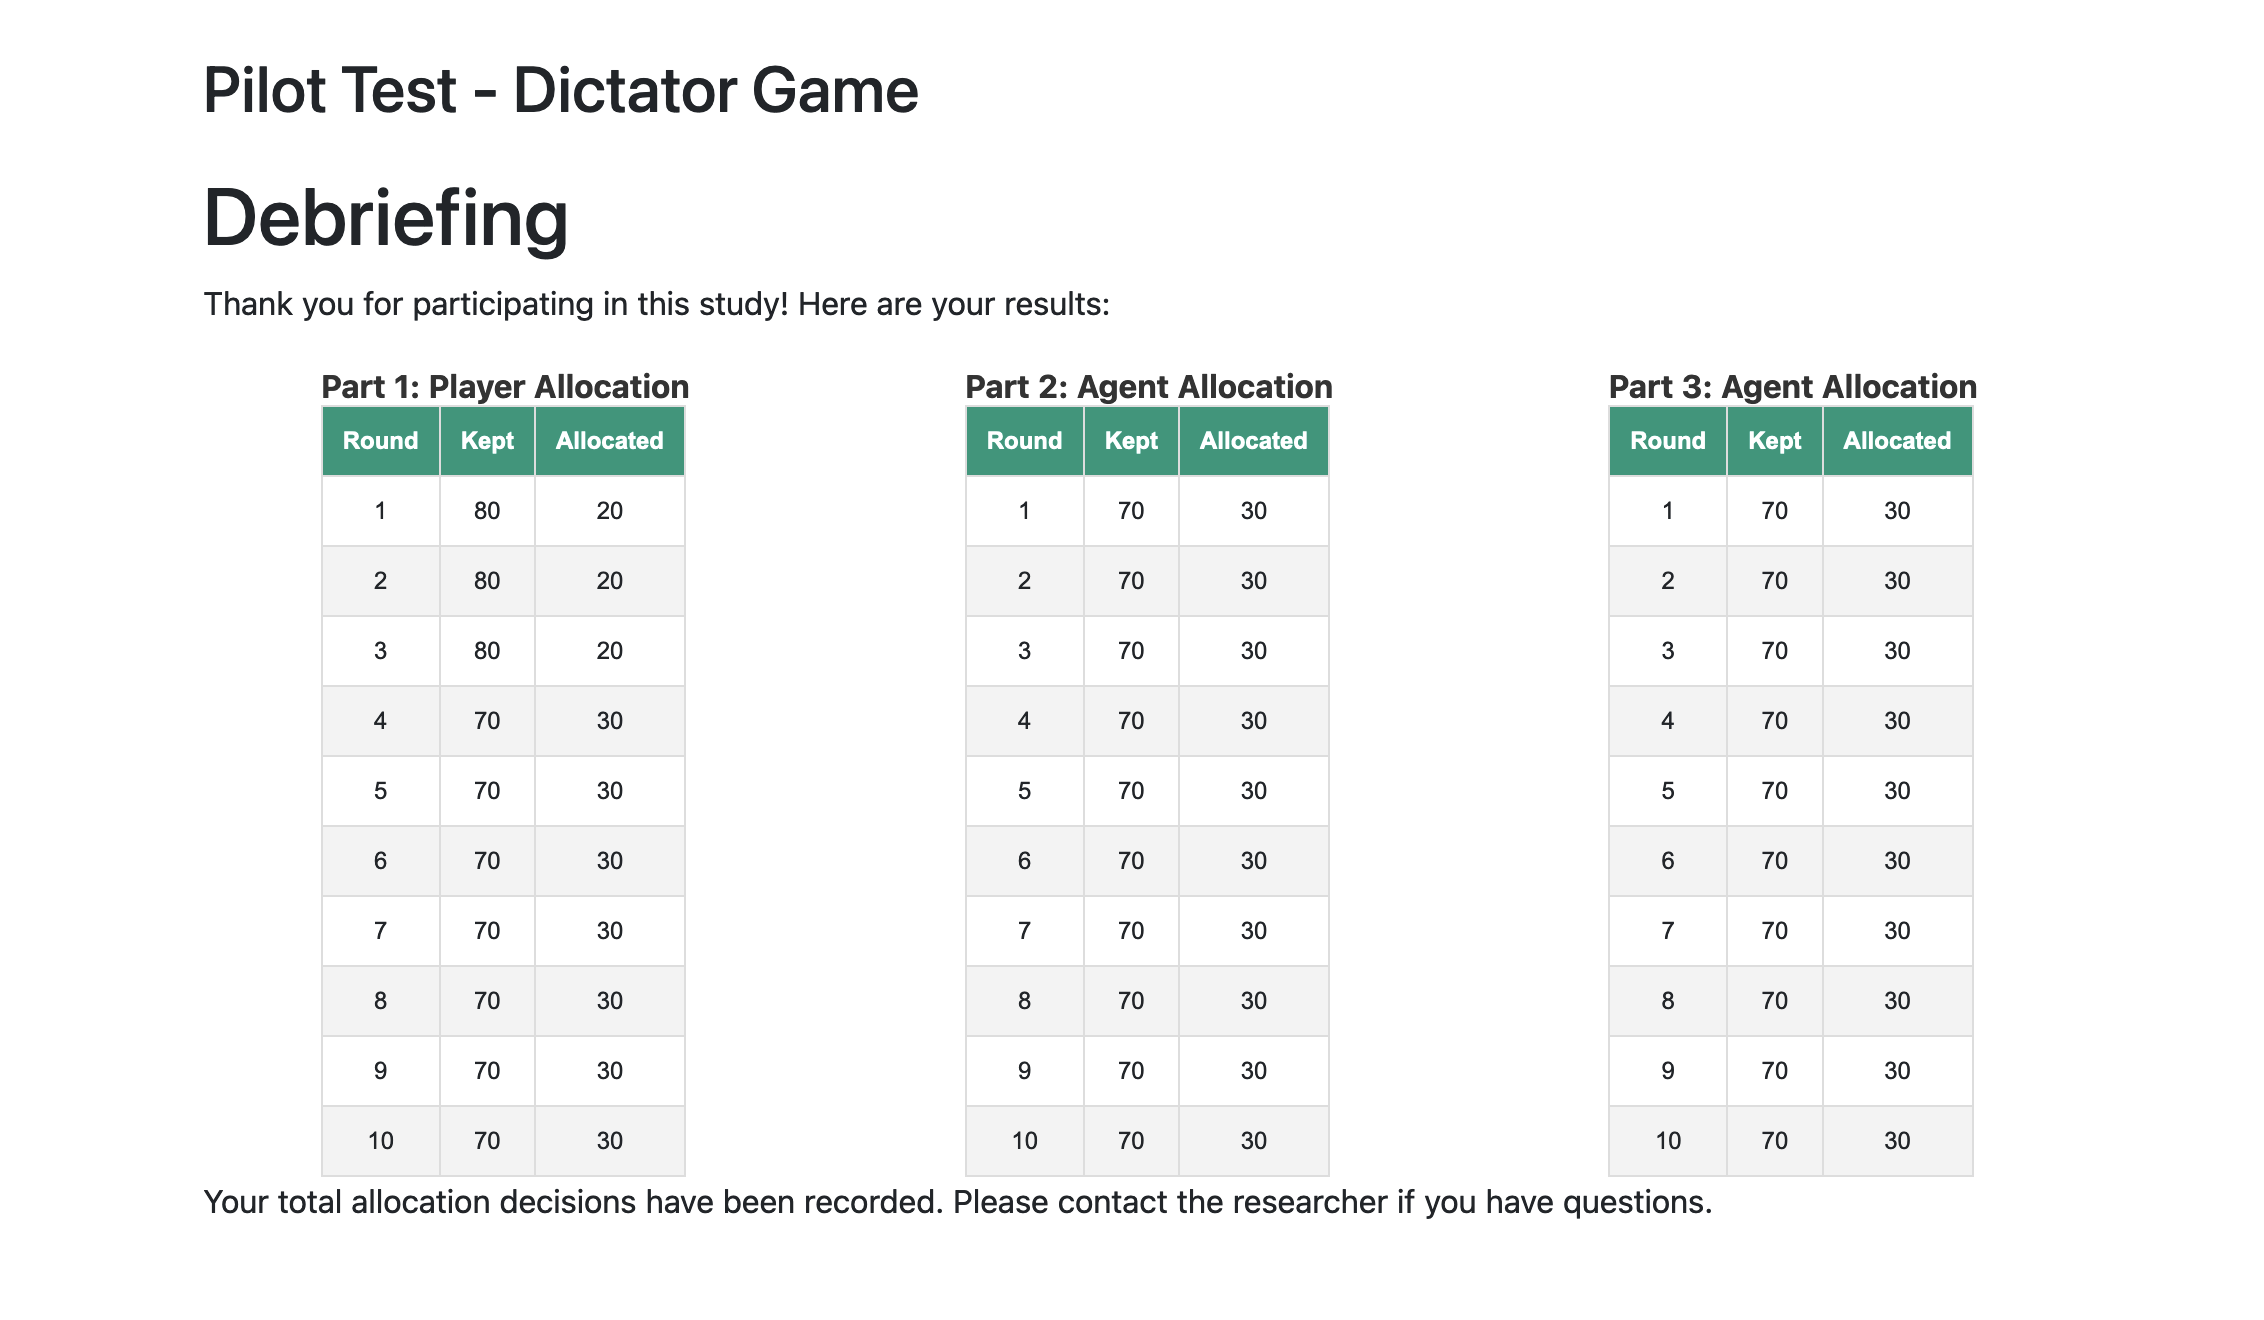 Pilot Test - Dictator Game
Debriefing
Thank you for participating in this study! Here are your results:
Part 1: Player Allocation
Round Kept Allocated
1 80 20
2 80 20
3 80 20
4 70 30
5 70 30
6 70 30
7 70 30
8 70 30
9 70 30
10 70 30
Part 2: Agent Allocation
Round Kept Allocated
1 70 30
2 70 30
3 70 30
4 70 30
5 70 30
6 70 30
7 70 30
8 70 30
9 70 30
10 70 30
Part 3: Agent Allocation
Round Kept Allocated
1 70 30
2 70 30
3 70 30
4 70 30
5 70 30
6 70 30
7 70 30
8 70 30
9 70 30
10 70 30
Your total allocation decisions have been recorded. Please contact the researcher if you have questions.